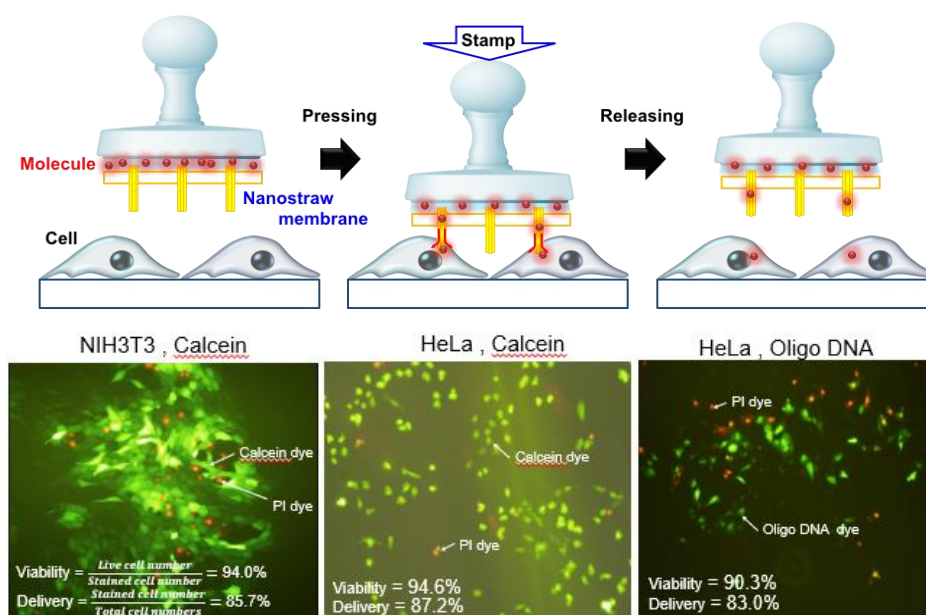 Stamp
Pressing
Releasing
Molecule
Nanostraw
membrane
Cell
NIH3T3 , Calcein
HeLa , Calcein
HeLa , Oligo DNA
Calcein dye
PI dye
Viability = Live cell number / Stained cell number = 94.0%
Delivery = Stained cell number / Total cell numbers = 85.7%
Calcein dye
PI dye
Viability = 94.6%
Delivery = 87.2%
PI dye
Oligo DNA dye
Viability = 90.3%
Delivery = 83.0%